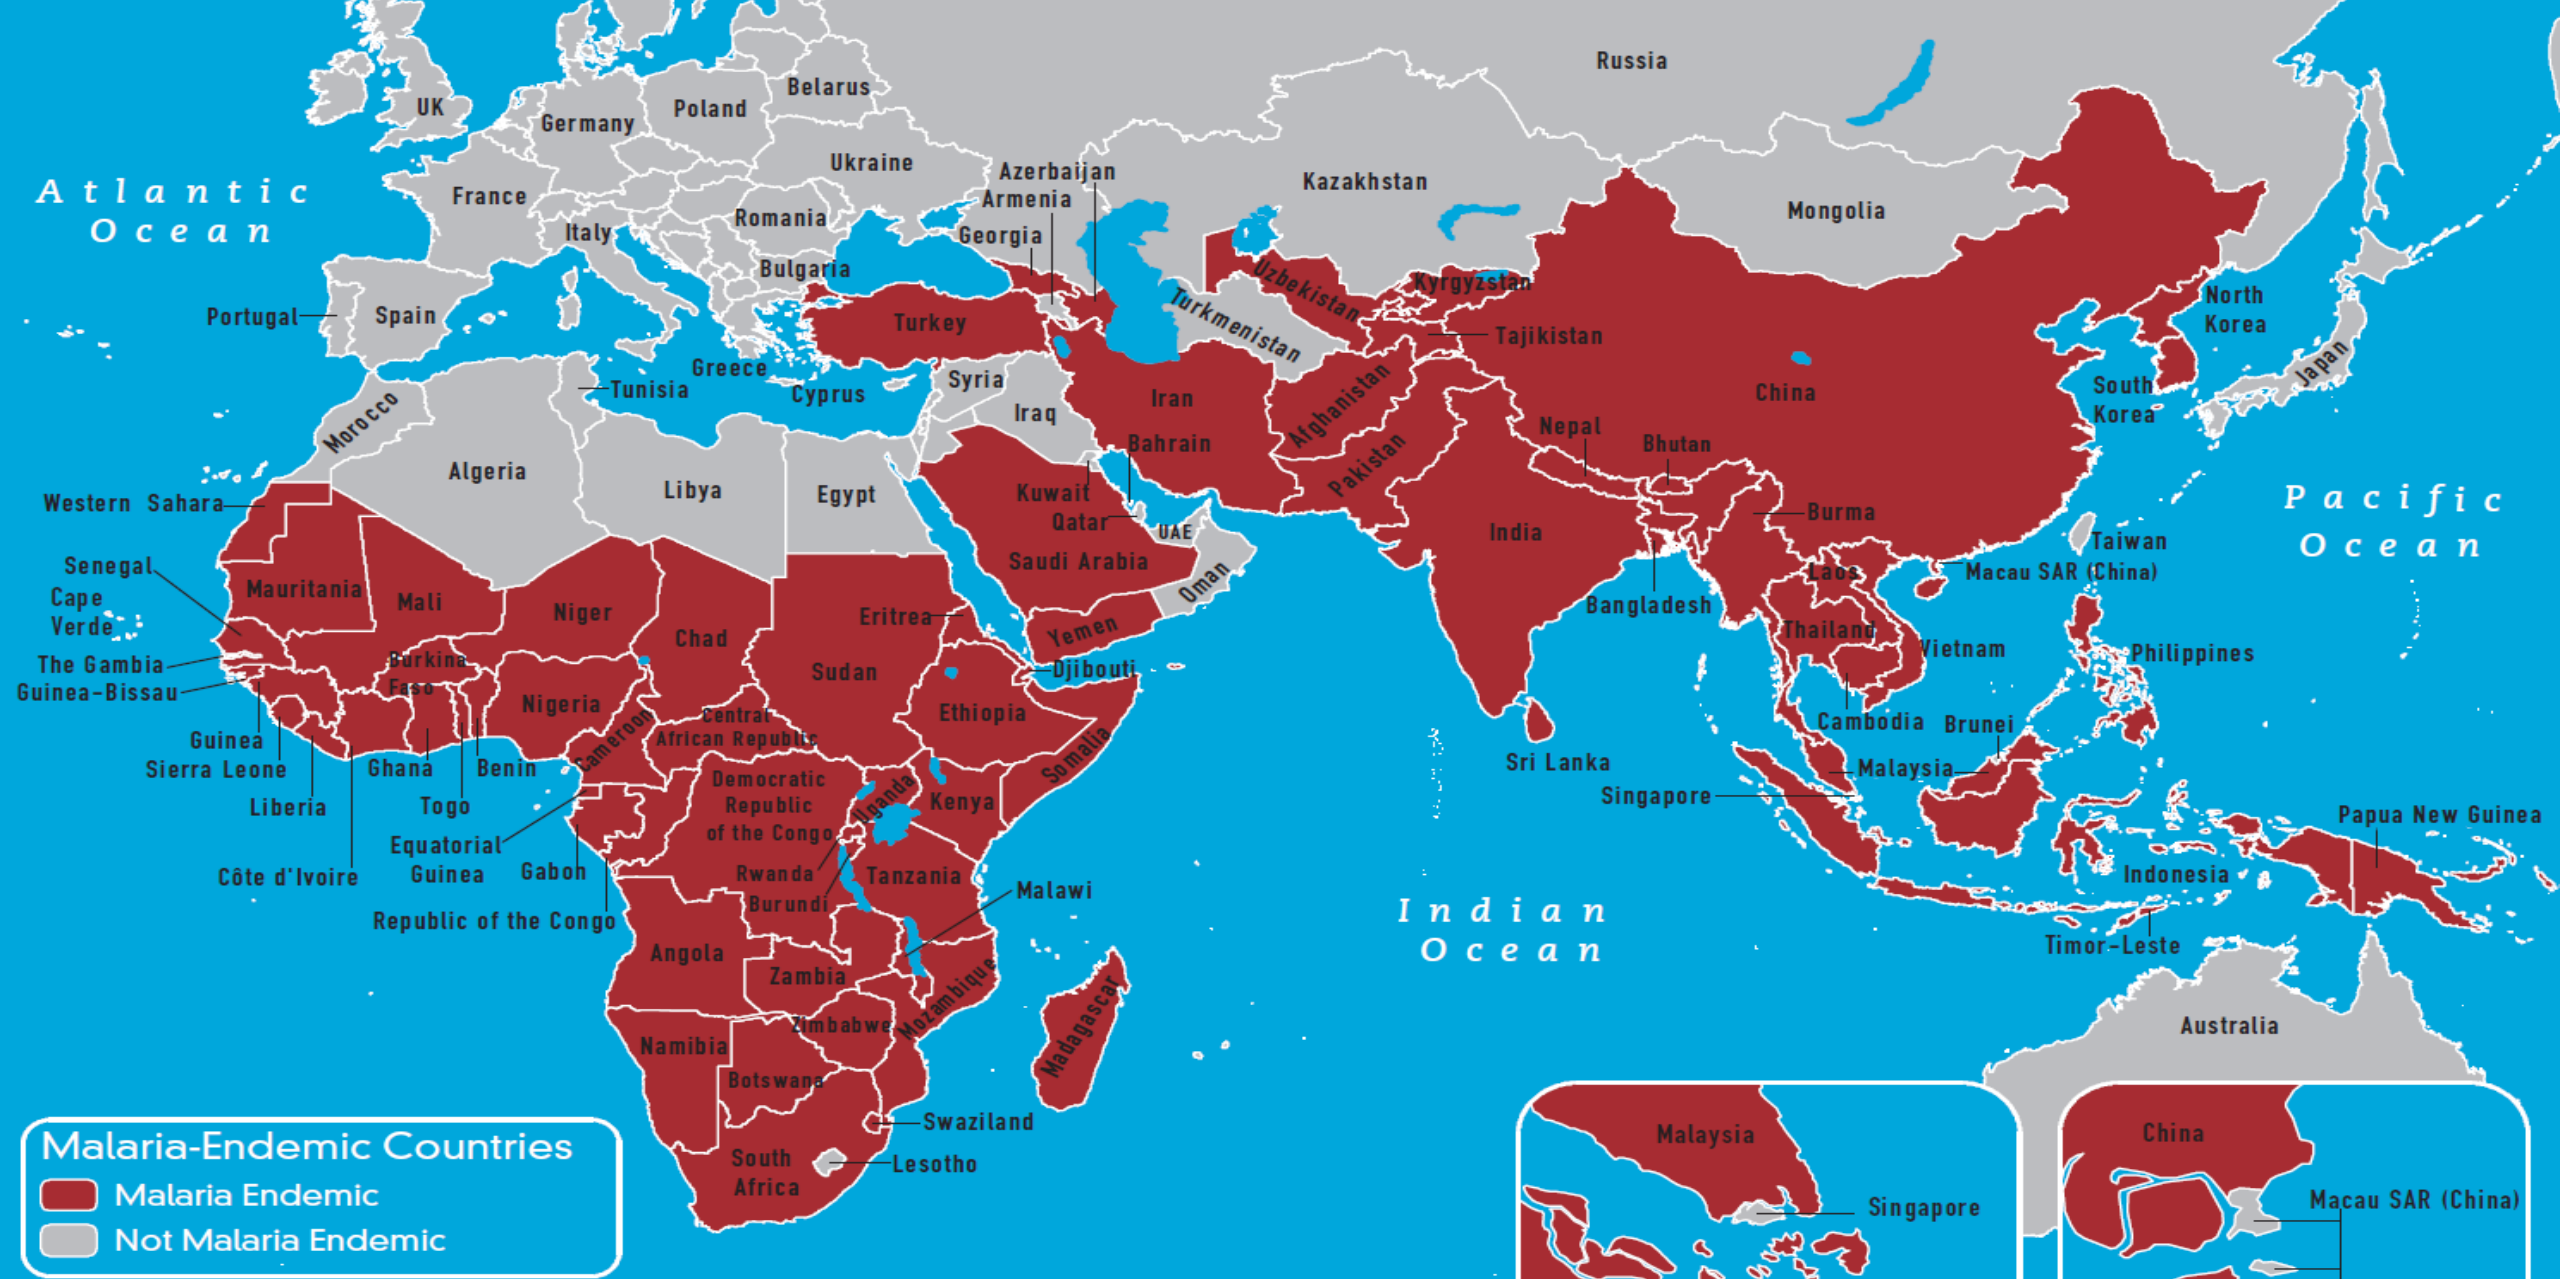 Russia
Belarus
UK
Poland
Germany
Ukraine
Azerbaijan
Armenia
Kazakhstan
Atlantic
Ocean
France
Romania
Mongolia
Italy
Georgia
Bulgaria
Uzbekistan
Kyrgyzstan
North
Korea
Portugal
Spain
Turkey
Turkmenistan
Tajikistan
Japan
Greece
Tunisia
Cyprus
Syria
Iraq
Iran
Afghanistan
China
South
Korea
Morocco
Bahrain
Pakistan
Nepal
Bhutan
Algeria
Libya
Egypt
Kuwait
Qatar
UAE
India
Burma
Pacific
Ocean
Western Sahara
Saudi Arabia
Oman
Taiwan
Laos
Macau SAR (China)
Senegal
Cape
Verde
Mauritania
Mali
Niger
Chad
Eritrea
Yemen
Bangladesh
Thailand
Vietnam
Philippines
The Gambia
Guinea-Bissau
Burkina
Faso
Nigeria
Sudan
Djibouti
Ethiopia
Cambodia
Brunei
Guinea
Sierra Leone
Ghana
Benin
Cameroon
Central
African Republic
Somalia
Sri Lanka
Malaysia
Singapore
Liberia
Togo
Democratic
Republic
of the Congo
Uganda
Kenya
Papua New Guinea
Equatorial
Guinea
Gabon
Côte d'Ivoire
Rwanda
Burundi
Tanzania
Malawi
Indonesia
Republic of the Congo
Indian
Ocean
Timor-Leste
Angola
Zambia
Mozambique
Madagascar
Zimbabwe
Namibia
Botswana
Australia
Swaziland
South
Africa
Lesotho
Malaria-Endemic Countries
Malaria Endemic
Not Malaria Endemic
Malaysia
Singapore
China
Macau SAR (China)